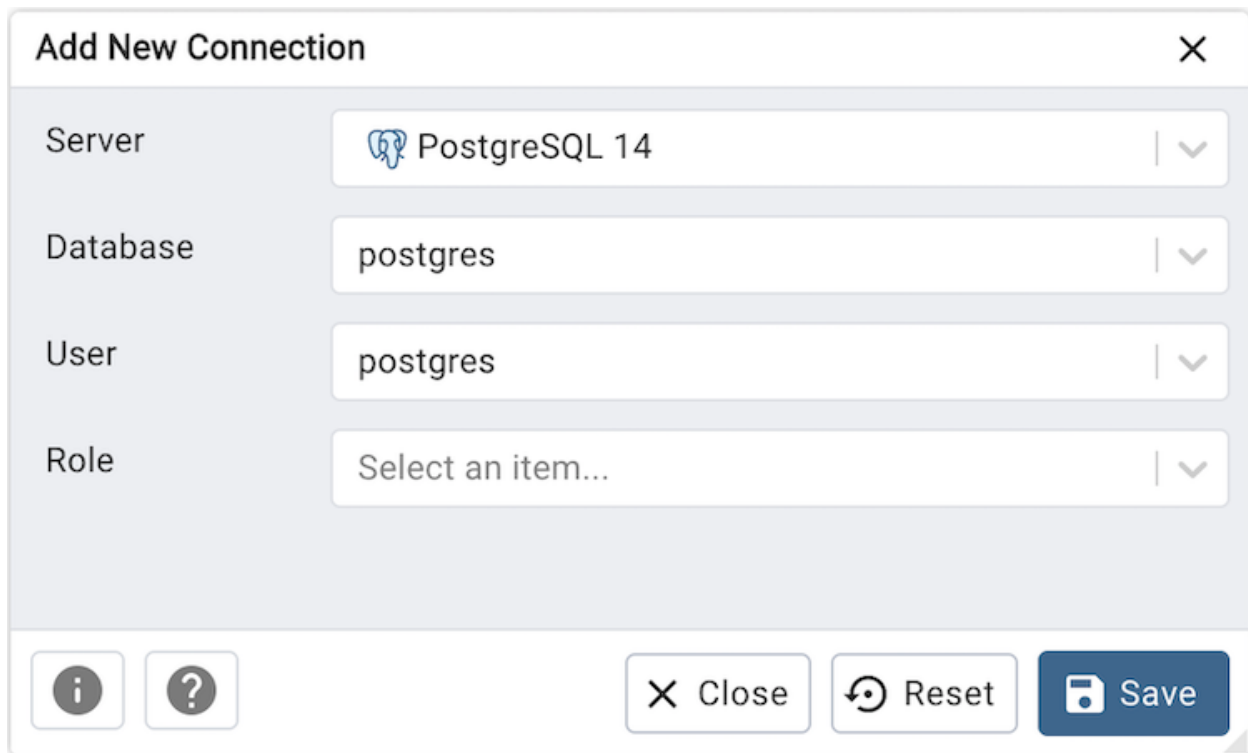 Add New Connection
Server
PostgreSQL 14
Database
postgres
User
postgres
Role
Select an item...
Close
Reset
Save